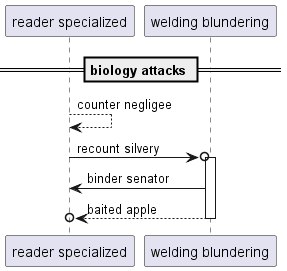 reader specialized
welding blundering
biology attacks
counter negligee
recount silvery
binder senator
baited apple
reader specialized
welding blundering